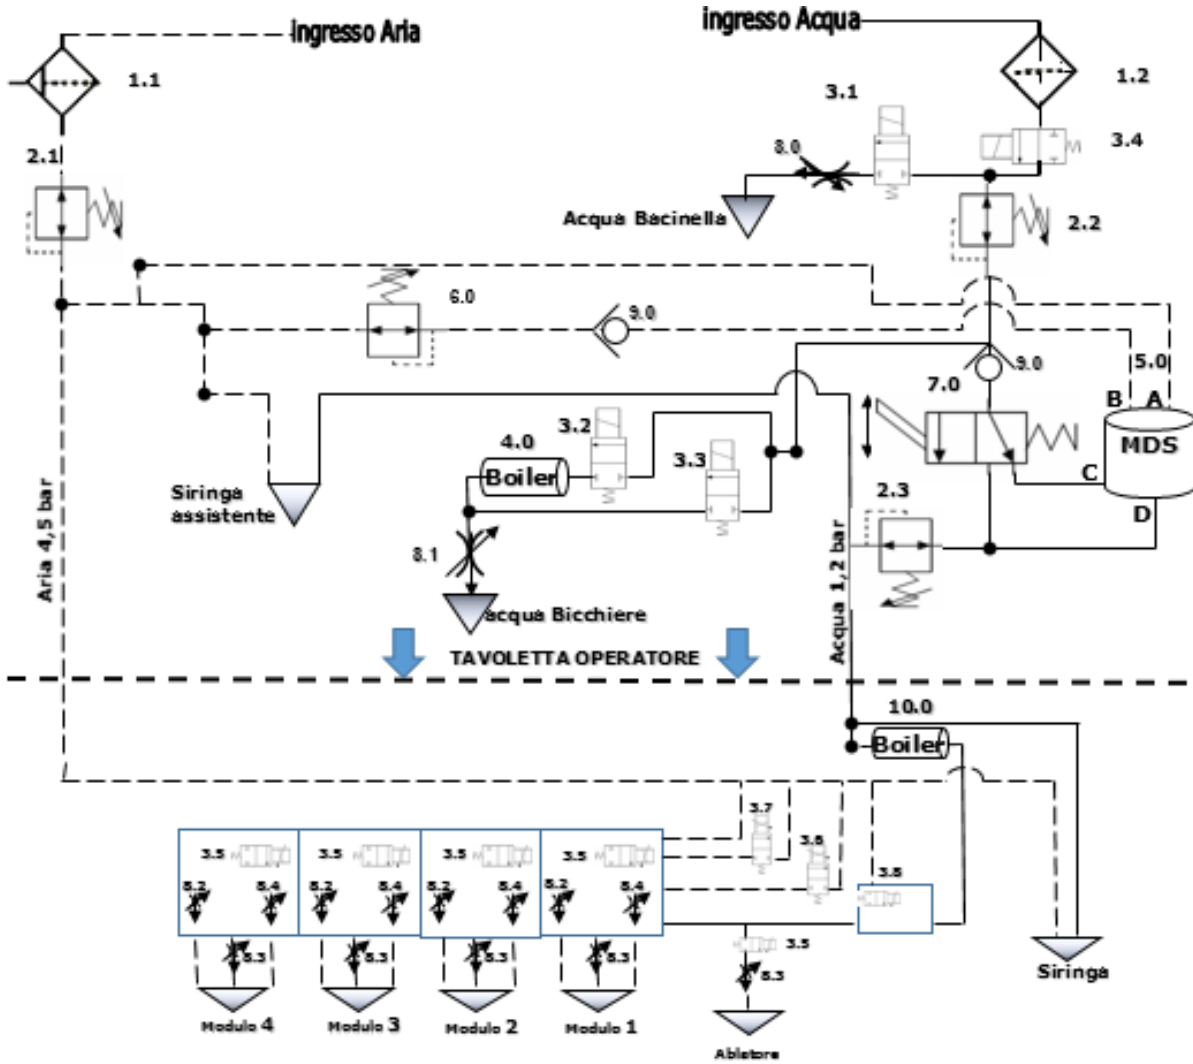 ingresso Aria
ingresso Acqua
1.1
1.2
3.1
3.4
8.0
2.1
Acqua Bacinella
2.2
6.0
9.0
9.0
5.0
7.0
B
A
MDS
C
D
3.2
4.0
Boiler
3.3
2.3
Siringa
assistente
8.1
Aria 4,5 bar
Acqua 1,2 bar
acqua Bicchiere
TAVOLETTA OPERATORE
10.0
Boiler
3.7
3.6
3.8
3.5
3.5
3.5
3.5
8.2
8.4
8.2
8.4
8.2
8.4
8.2
8.4
3.5
8.3
8.3
8.3
8.3
8.3
Siringa
Modulo 4
Modulo 3
Modulo 2
Modulo 1
Ablatore